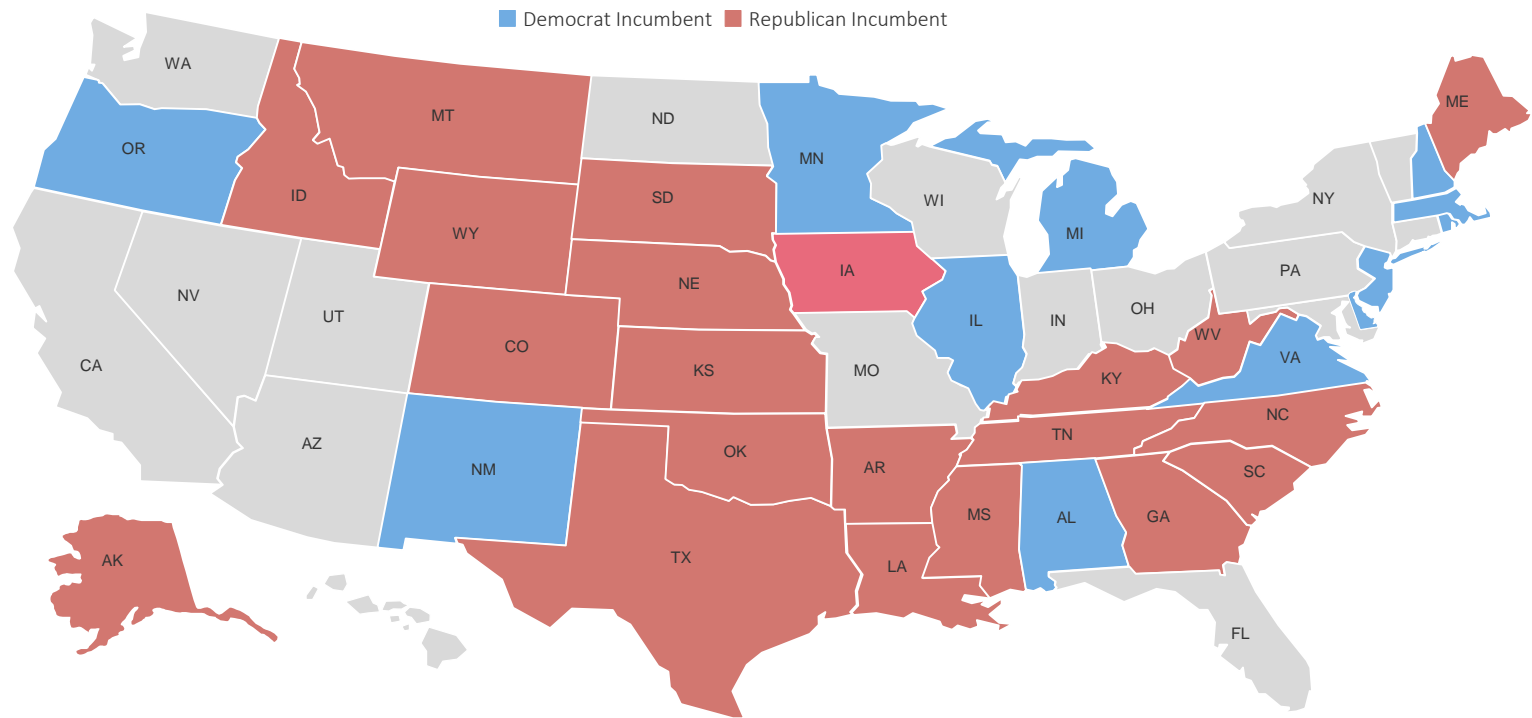 Democrat Incumbent Republican Incumbent
WA
ME
MT
ND
OR
MN
ID
SD
WI
NY
WY
MI
IA
PA
NE
NV
UT
IL
IN
OH
CO
WV
VA
CA
KS
MO
KY
NC
AZ
TN
NM
OK
AR
SC
MS
AL
GA
AK
TX
LA
FL